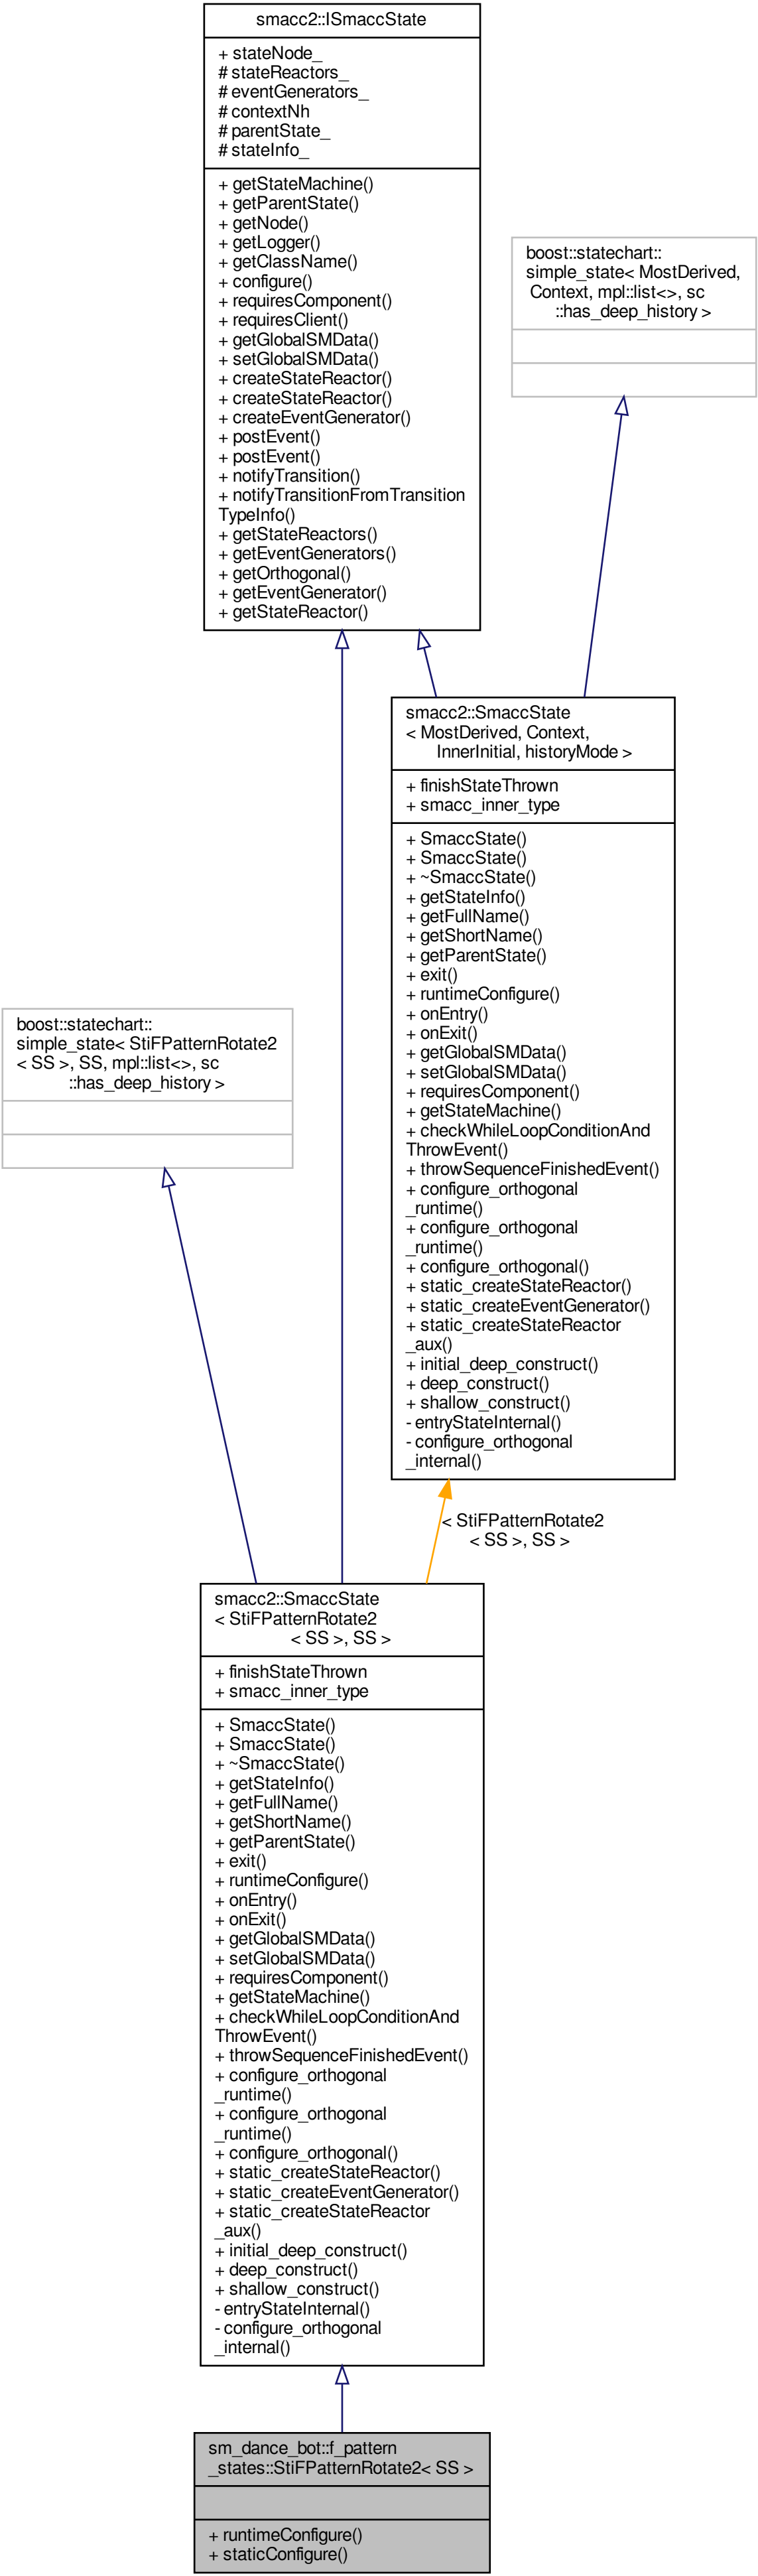 smacc2::ISmaccState
+ stateNode_
# stateReactors_
# eventGenerators_
# contextNh
# parentState_
# stateInfo_
+ getStateMachine()
+ getParentState()
+ getNode()
+ getLogger()
+ getClassName()
+ configure()
+ requiresComponent()
+ requiresClient()
+ getGlobalSMData()
+ setGlobalSMData()
+ createStateReactor()
+ createStateReactor()
+ createEventGenerator()
+ postEvent()
+ postEvent()
+ notifyTransition()
+ notifyTransitionFromTransition
TypeInfo()
+ getStateReactors()
+ getEventGenerators()
+ getOrthogonal()
+ getEventGenerator()
+ getStateReactor()
boost::statechart::
simple_state< MostDerived,
Context, mpl::list<>, sc
::has_deep_history >
smacc2::SmaccState
< MostDerived, Context,
InnerInitial, historyMode >
+ finishStateThrown
+ smacc_inner_type
+ SmaccState()
+ SmaccState()
+ ~SmaccState()
+ getStateInfo()
+ getFullName()
+ getShortName()
+ getParentState()
+ exit()
+ runtimeConfigure()
+ onEntry()
+ onExit()
+ getGlobalSMData()
+ setGlobalSMData()
+ requiresComponent()
+ getStateMachine()
+ checkWhileLoopConditionAnd
ThrowEvent()
+ throwSequenceFinishedEvent()
+ configure_orthogonal
_runtime()
+ configure_orthogonal
_runtime()
+ configure_orthogonal()
+ static_createStateReactor()
+ static_createEventGenerator()
+ static_createStateReactor
_aux()
+ initial_deep_construct()
+ deep_construct()
+ shallow_construct()
- entryStateInternal()
- configure_orthogonal
_internal()
boost::statechart::
simple_state< StiFPatternRotate2
< SS >, SS, mpl::list<>, sc
::has_deep_history >
< StiFPatternRotate2
< SS >, SS >
smacc2::SmaccState
< StiFPatternRotate2
< SS >, SS >
+ finishStateThrown
+ smacc_inner_type
+ SmaccState()
+ SmaccState()
+ ~SmaccState()
+ getStateInfo()
+ getFullName()
+ getShortName()
+ getParentState()
+ exit()
+ runtimeConfigure()
+ onEntry()
+ onExit()
+ getGlobalSMData()
+ setGlobalSMData()
+ requiresComponent()
+ getStateMachine()
+ checkWhileLoopConditionAnd
ThrowEvent()
+ throwSequenceFinishedEvent()
+ configure_orthogonal
_runtime()
+ configure_orthogonal
_runtime()
+ configure_orthogonal()
+ static_createStateReactor()
+ static_createEventGenerator()
+ static_createStateReactor
_aux()
+ initial_deep_construct()
+ deep_construct()
+ shallow_construct()
- entryStateInternal()
- configure_orthogonal
_internal()
sm_dance_bot::f_pattern
_states::StiFPatternRotate2< SS >
+ runtimeConfigure()
+ staticConfigure()